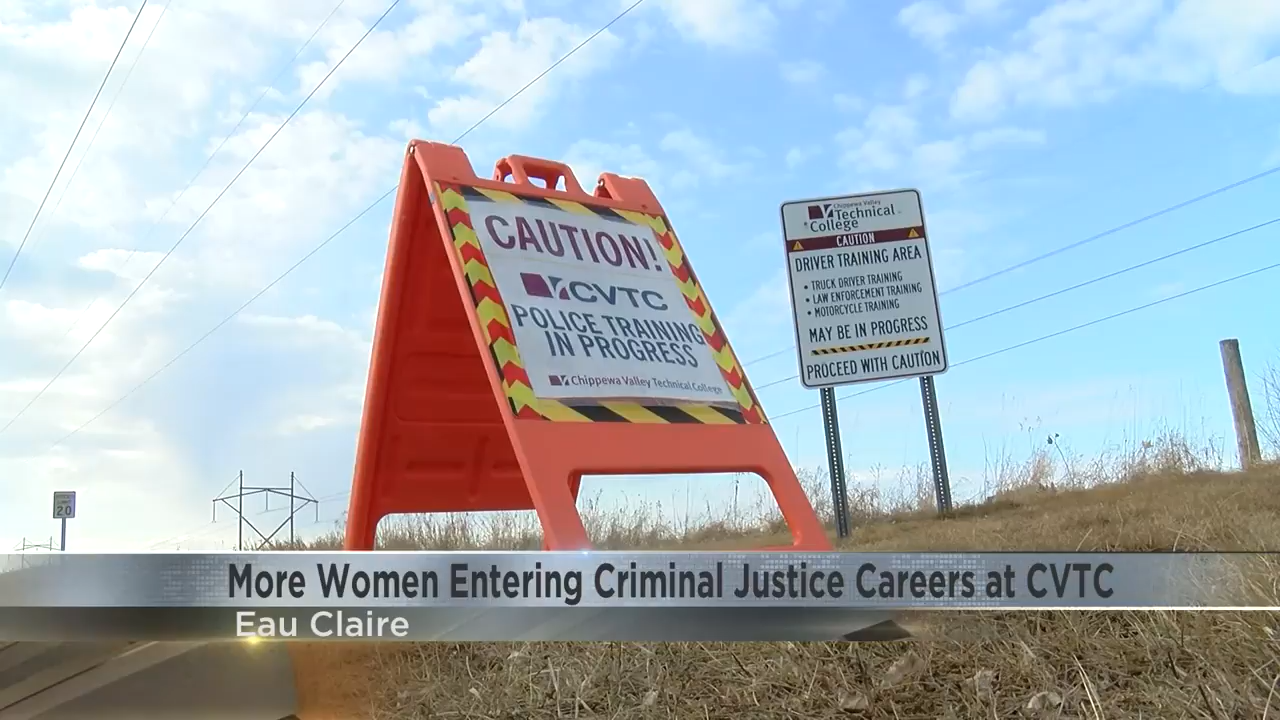 CAUTION!
CVTC
POLICE TRAINING
IN PROGRESS
Chippewa Valley Technical College
Chippewa Valley
Technical
College
CAUTION
DRIVER TRAINING AREA
• TRUCK DRIVER TRAINING
• LAW ENFORCEMENT TRAINING
• MOTORCYCLE TRAINING
MAY BE IN PROGRESS
PROCEED WITH CAUTION
20
More Women Entering Criminal Justice Careers at CVTC
Eau Claire